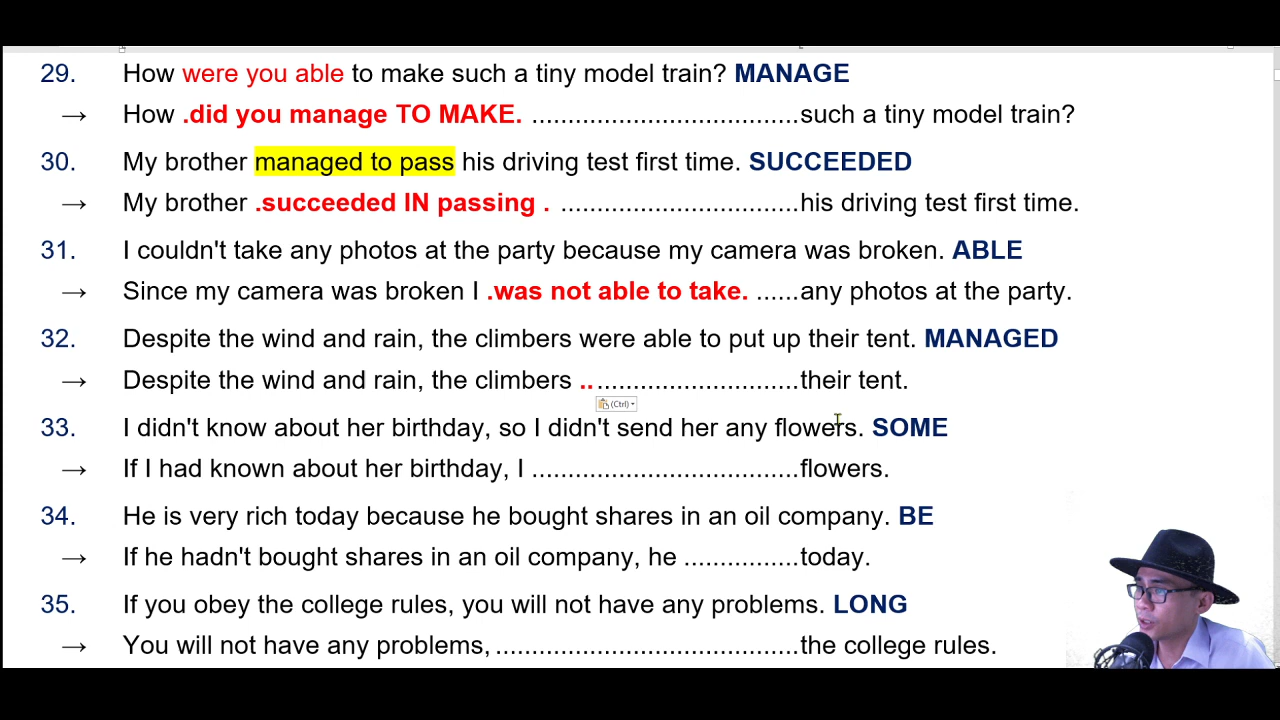 29. How were you able to make such a tiny model train? MANAGE
→ How .did you manage TO MAKE. .....................................such a tiny model train?
30. My brother managed to pass his driving test first time. SUCCEEDED
→ My brother .succeeded IN passing . .................................his driving test first time.
31. I couldn't take any photos at the party because my camera was broken. ABLE
→ Since my camera was broken I .was not able to take. ......any photos at the party.
32. Despite the wind and rain, the climbers were able to put up their tent. MANAGED
→ Despite the wind and rain, the climbers ..............................their tent.
(Ctrl)
33. I didn't know about her birthday, so I didn't send her any flowers. SOME
→ If I had known about her birthday, I .....................................flowers.
34. He is very rich today because he bought shares in an oil company. BE
→ If he hadn't bought shares in an oil company, he ................today.
35. If you obey the college rules, you will not have any problems. LONG
→ You will not have any problems, ..........................................the college rules.